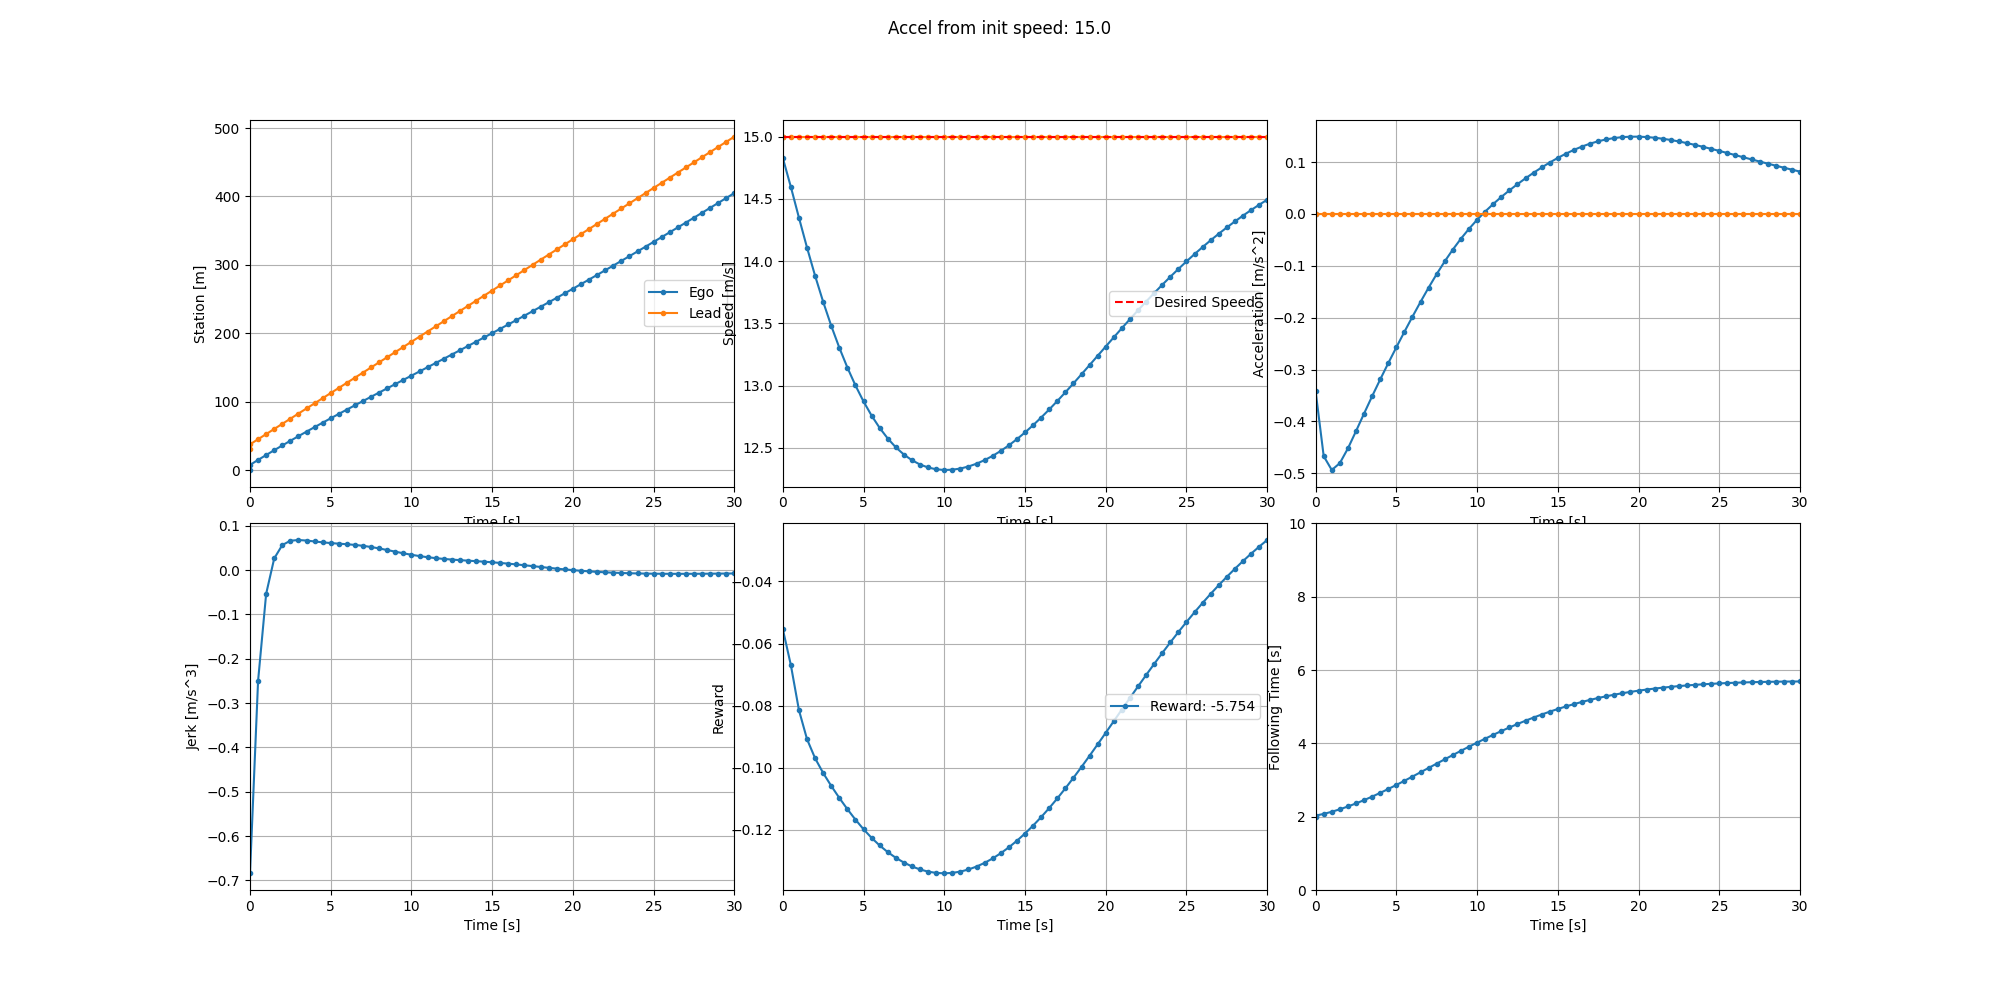 Accel from init speed: 15.0
500
400
300
200
100
0
Station [m]
Ego
Lead
0 5 10 15 20 25 30
Time [s]
15.0
14.5
14.0
13.5
13.0
12.5
Speed [m/s]
Desired Speed
0 5 10 15 20 25 30
Time [s]
0.1
0.0
−0.1
−0.2
−0.3
−0.4
−0.5
Acceleration [m/s^2]
0 5 10 15 20 25 30
Time [s]
0.1
0.0
−0.1
−0.2
−0.3
−0.4
−0.5
−0.6
−0.7
Jerk [m/s^3]
0 5 10 15 20 25 30
Time [s]
−0.04
−0.06
−0.08
−0.10
−0.12
Reward
Reward: -5.754
0 5 10 15 20 25 30
Time [s]
10
8
6
4
2
0
Following Time [s]
0 5 10 15 20 25 30
Time [s]